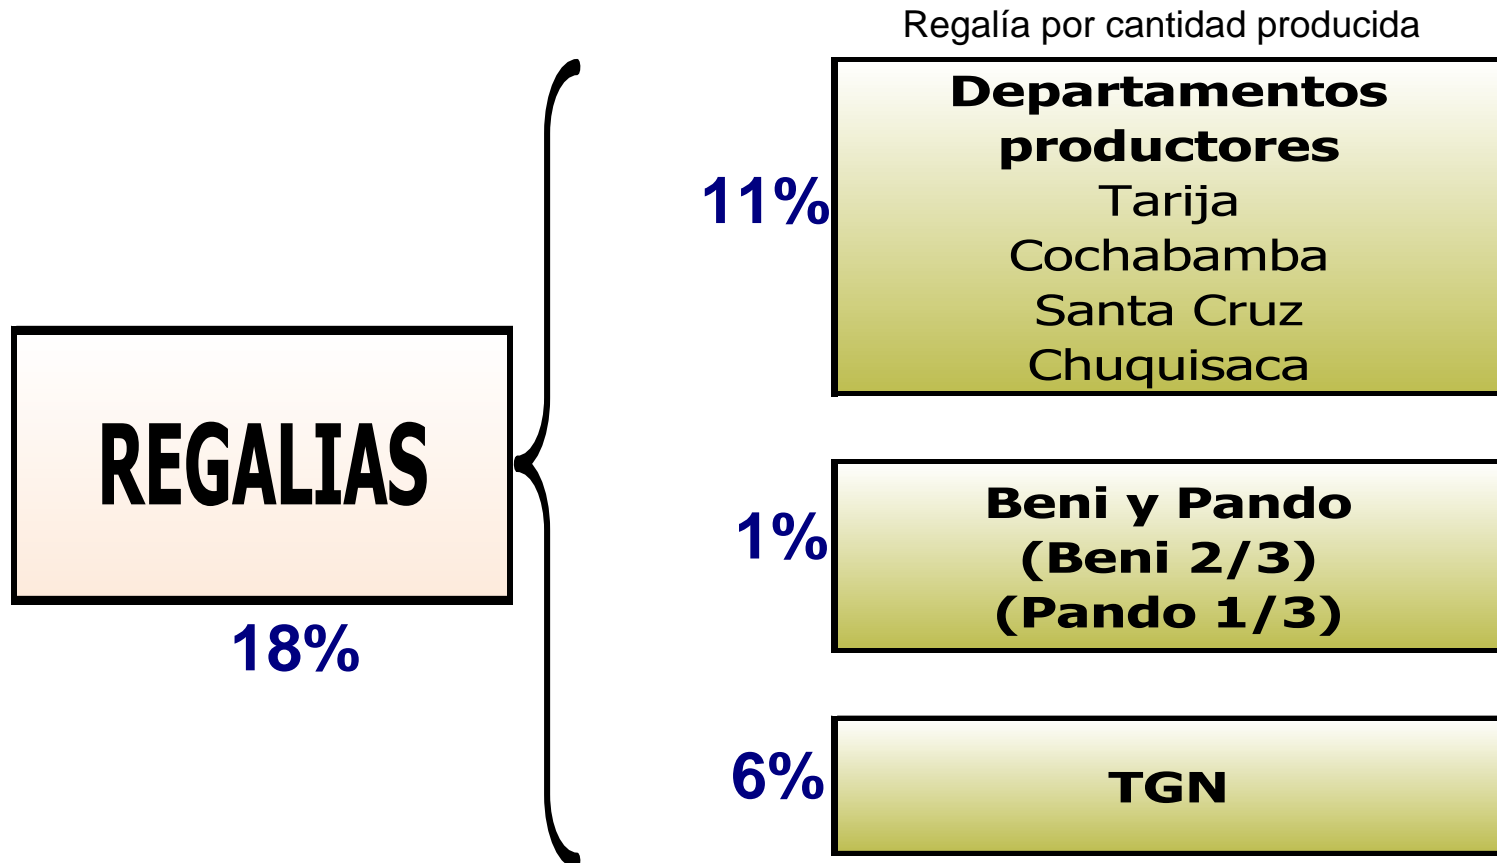 Regalía por cantidad producida
Departamentos
productores
11%
Tarija
Cochabamba
Santa Cruz
Chuquisaca
REGALIAS
18%
Beni y Pando
1%
(Beni 2/3)
(Pando 1/3)
6%
TGN